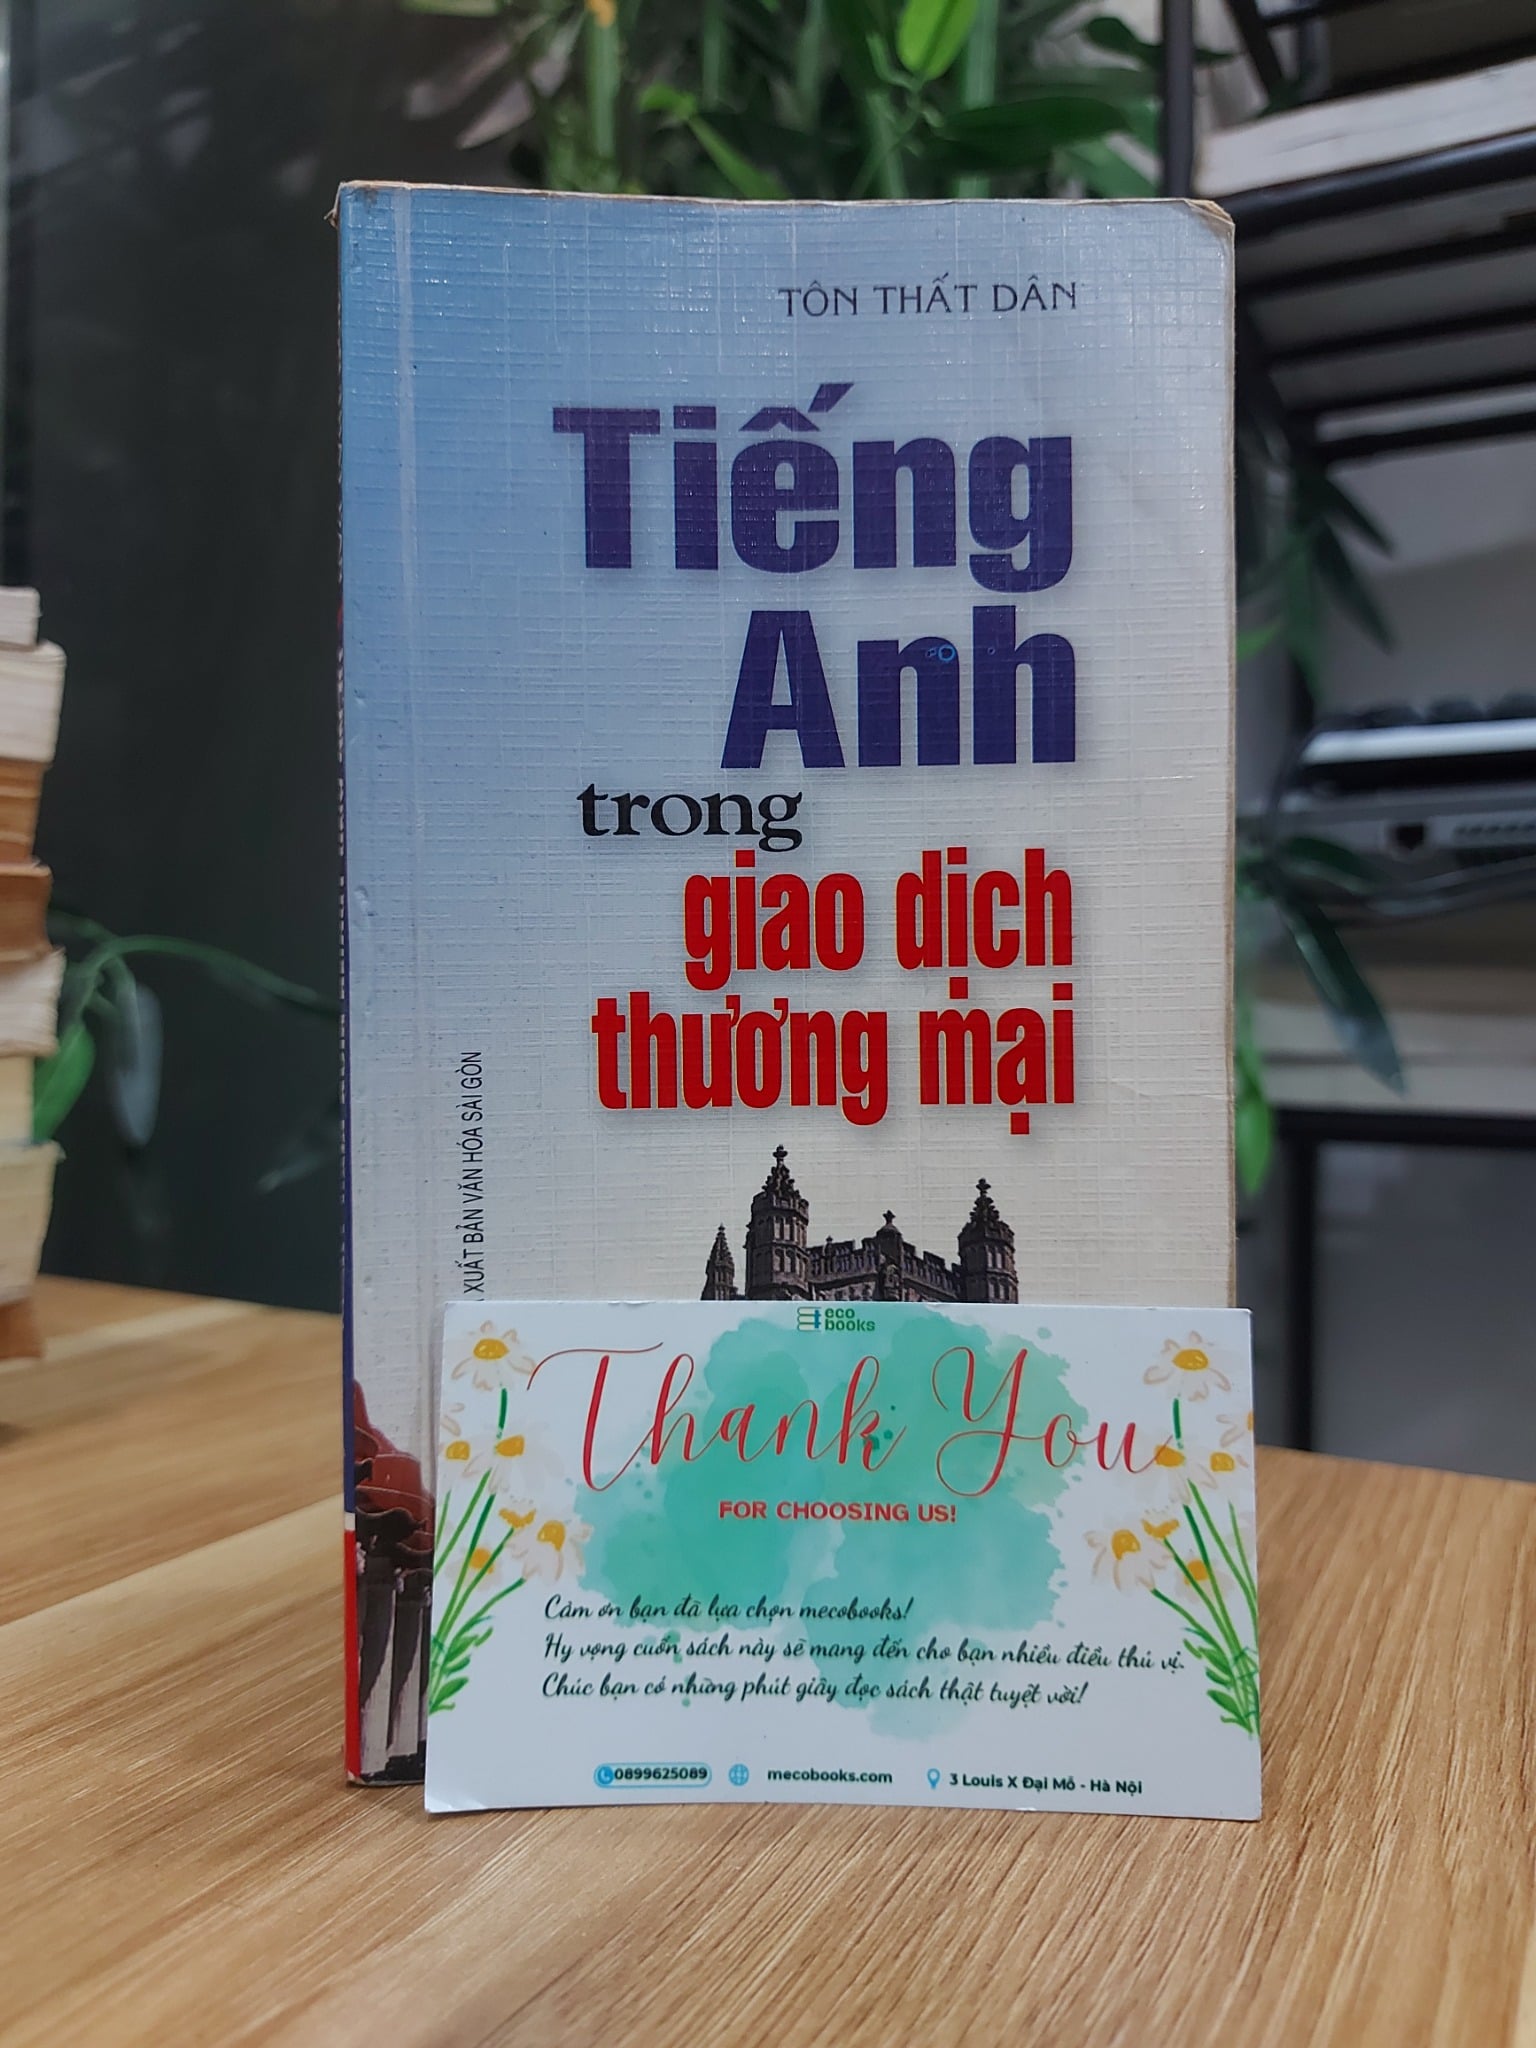 TÔN THẤT DÂN
Tiếng
Anh
trong
giao dịch
thương mại
XUẤT BẢN VĂN HÓA SÀI GÒN
eco
books
Thank You
FOR CHOOSING US!
Cảm ơn bạn đã lựa chọn mecobooks!
Hy vọng cuốn sách này sẽ mang đến cho bạn nhiều điều thú vị.
Chúc bạn có những phút giây đọc sách thật tuyệt vời!
0899625089 mecobooks.com 3 Louis X Đại Mỗ - Hà Nội